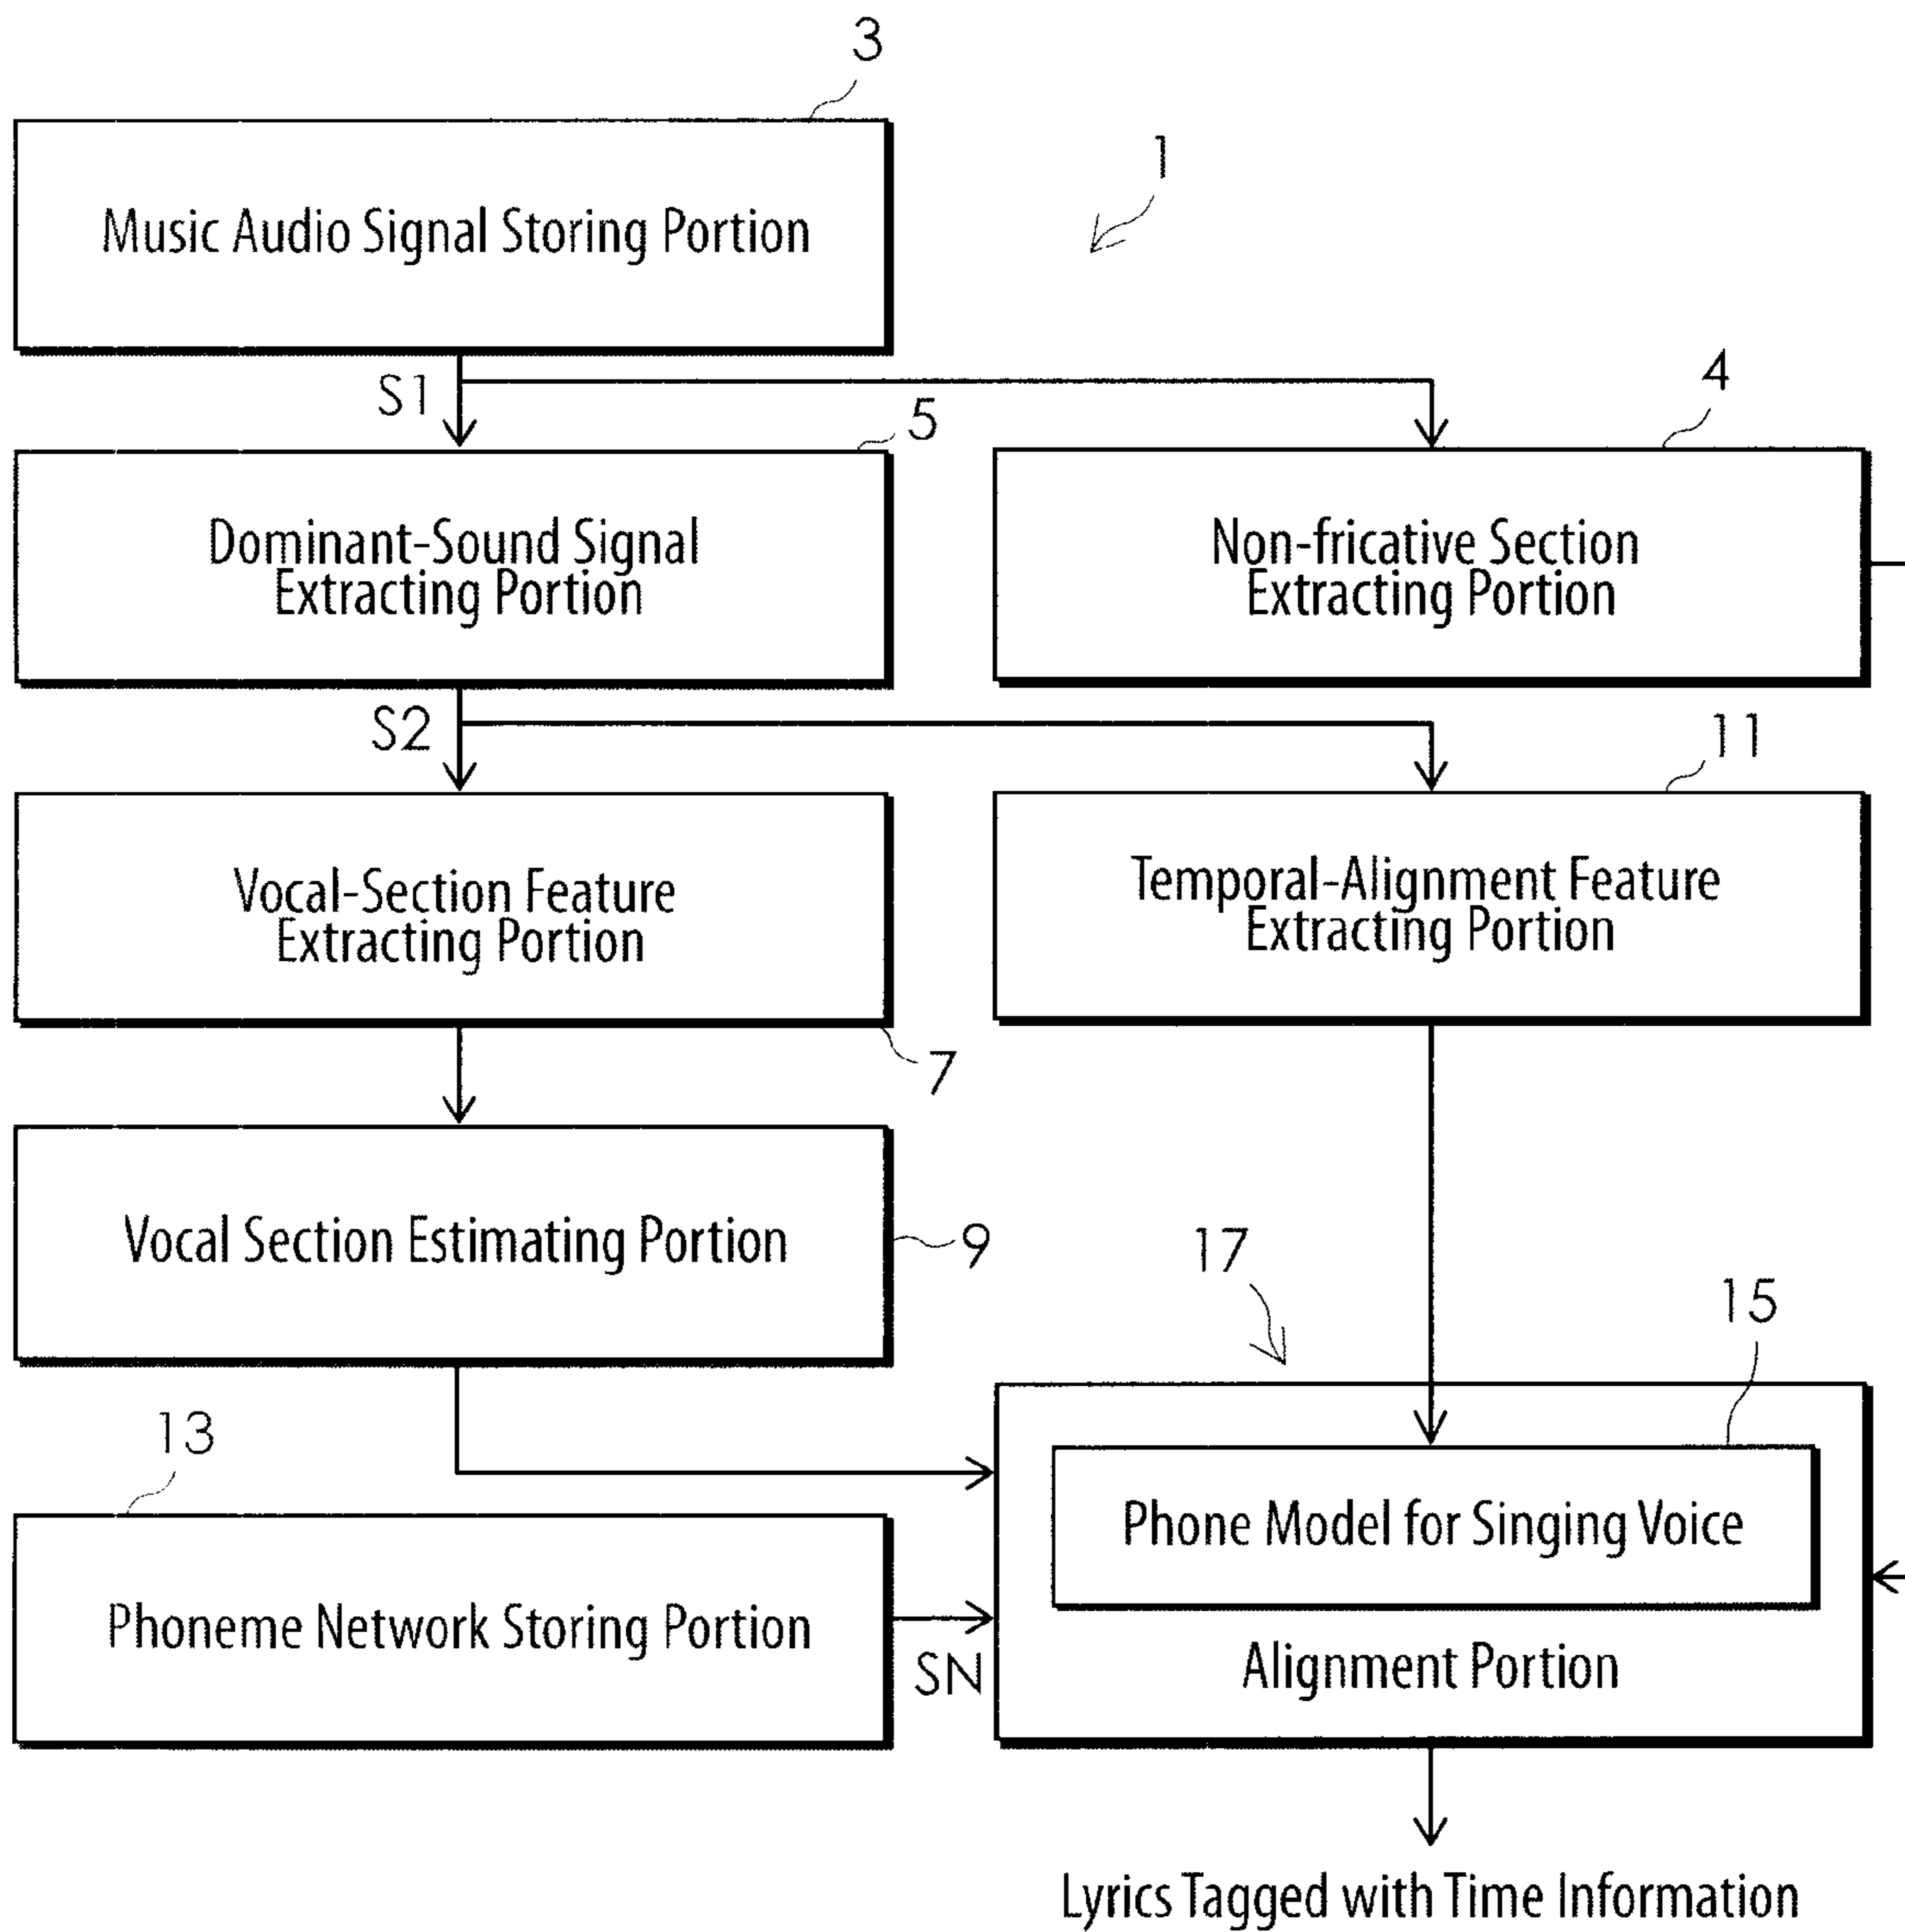 3
1
Music Audio Signal Storing Portion
S1
4
5
Dominant-Sound Signal
Extracting Portion
Non-fricative Section
Extracting Portion
S2
11
Vocal-Section Feature
Extracting Portion
Temporal-Alignment Feature
Extracting Portion
7
Vocal Section Estimating Portion
9
17
15
13
Phone Model for Singing Voice
Phoneme Network Storing Portion
SN
Alignment Portion
Lyrics Tagged with Time Information